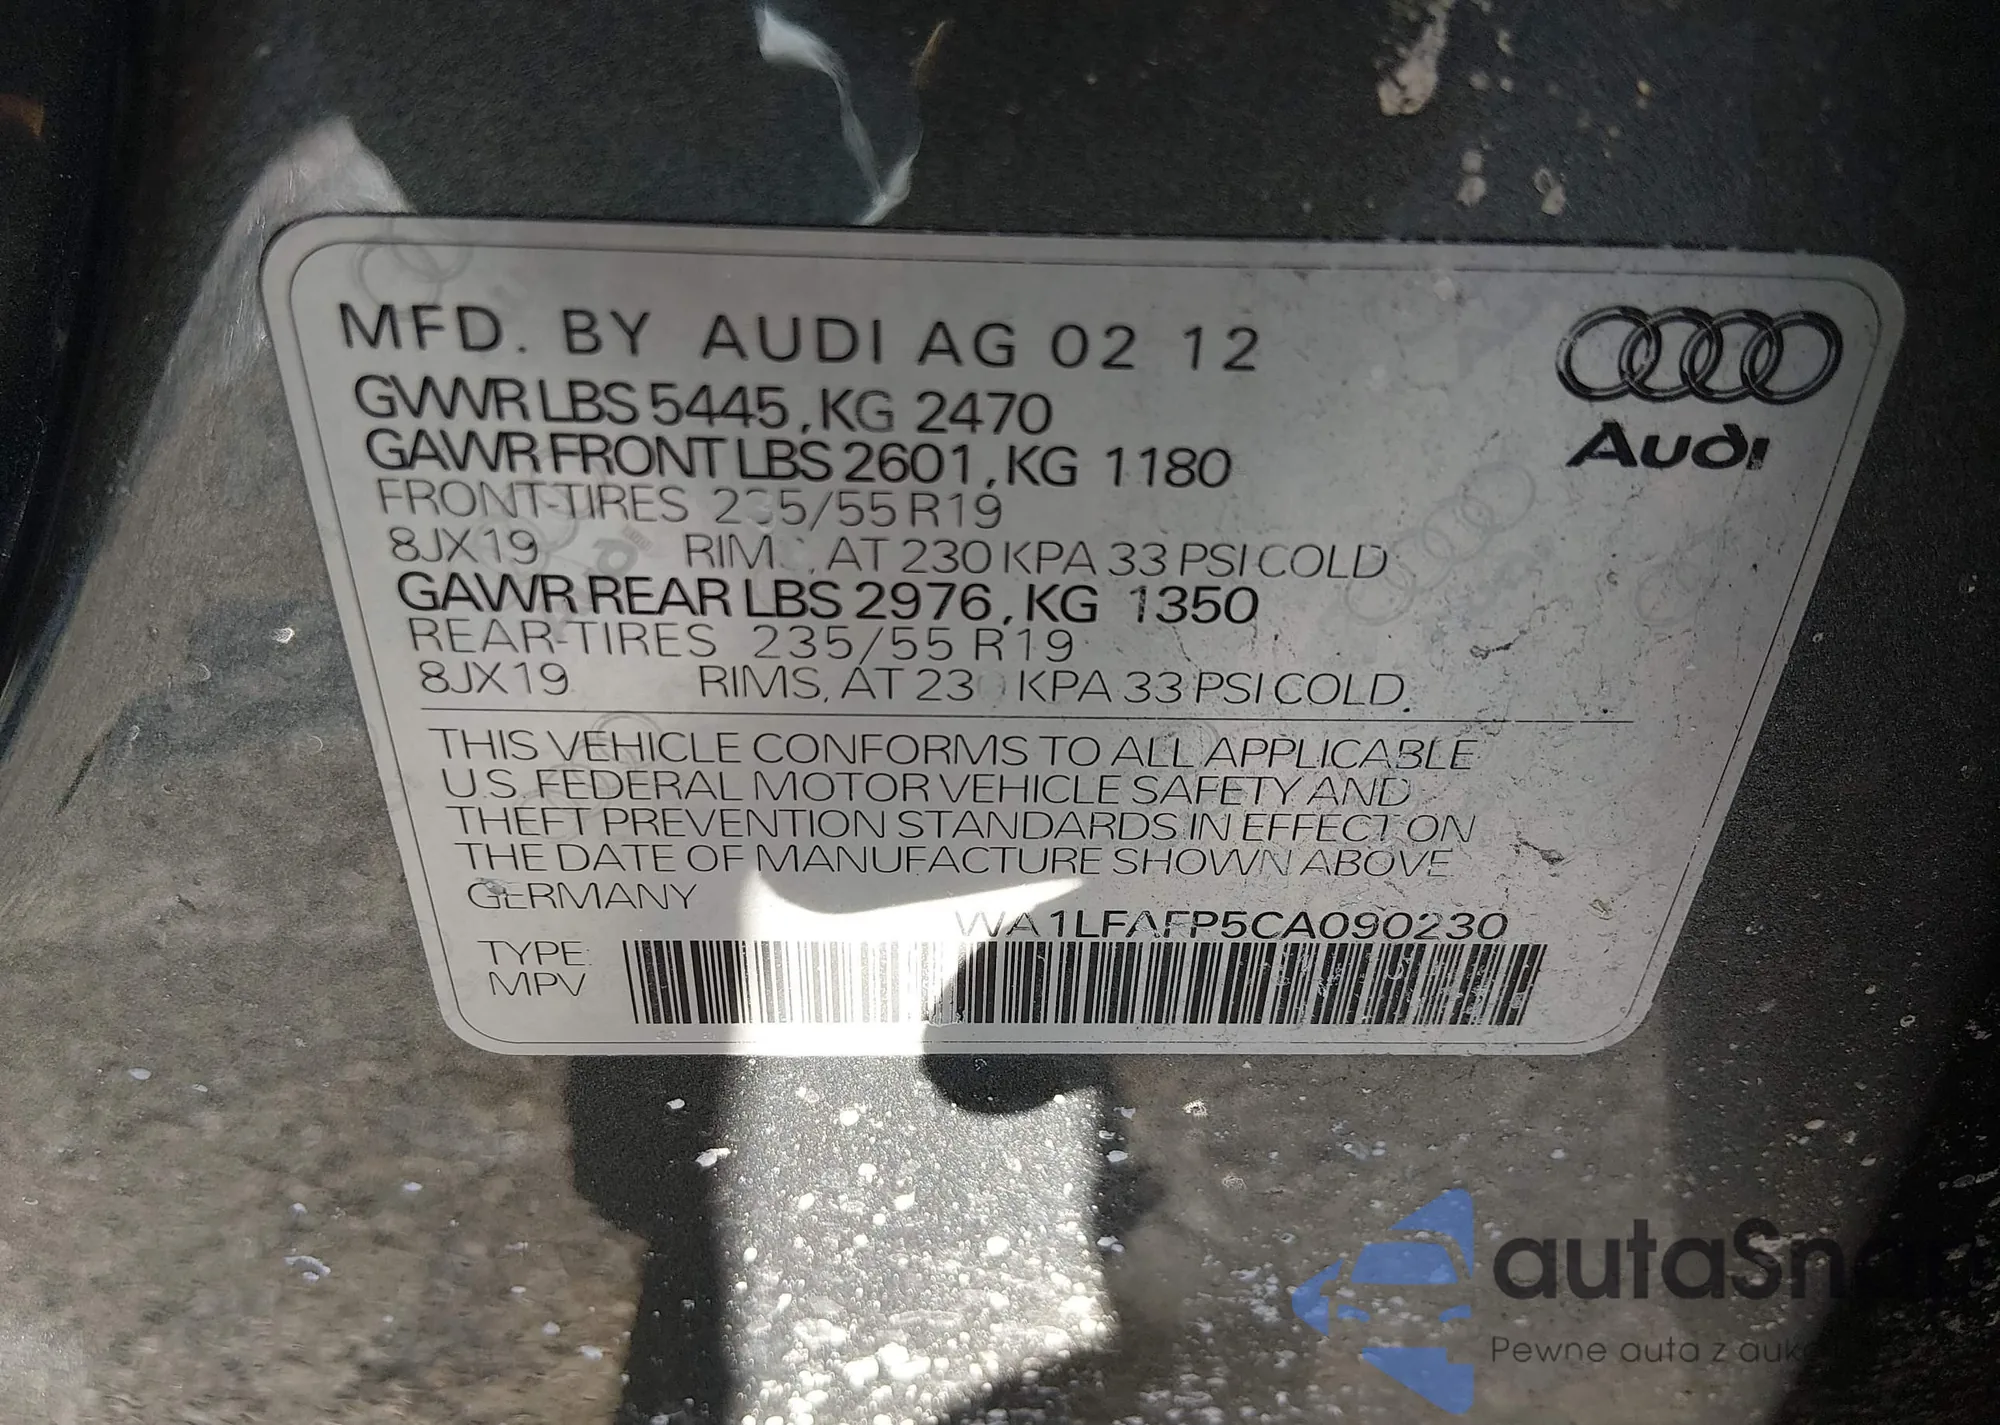 MFD. BY AUDI AG 02 12
GVWR LBS 5445, KG 2470
GAWR FRONT LBS 2601, KG 1180
FRONT-TIRES 235/55 R19
8JX19 RIMS, AT 230 KPA 33 PSI COLD
GAWR REAR LBS 2976, KG 1350
REAR-TIRES 235/55 R19
8JX19 RIMS, AT 230 KPA 33 PSI COLD.
Audi
THIS VEHICLE CONFORMS TO ALL APPLICABLE
U.S. FEDERAL MOTOR VEHICLE SAFETY AND
THEFT PREVENTION STANDARDS IN EFFECT ON
THE DATE OF MANUFACTURE SHOWN ABOVE
GERMANY
WA1LFAFP5CA090230
TYPE:
MPV
Pewne auta z